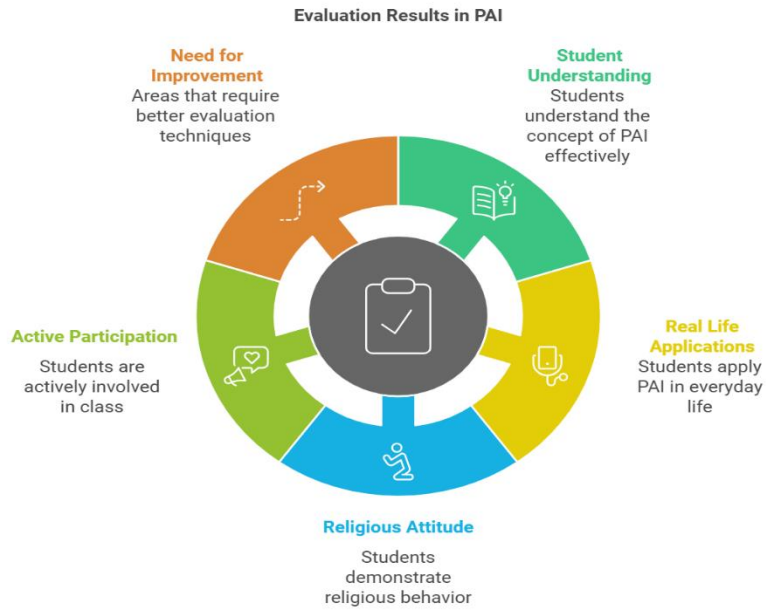 Evaluation Results in PAI
Need for
Improvement
Areas that require
better evaluation
techniques
Student
Understanding
Students
understand the
concept of PAI
effectively
Active Participation
Students are
actively involved
in class
Real Life
Applications
Students apply
PAI in everyday
life
Religious Attitude
Students
demonstrate
religious behavior